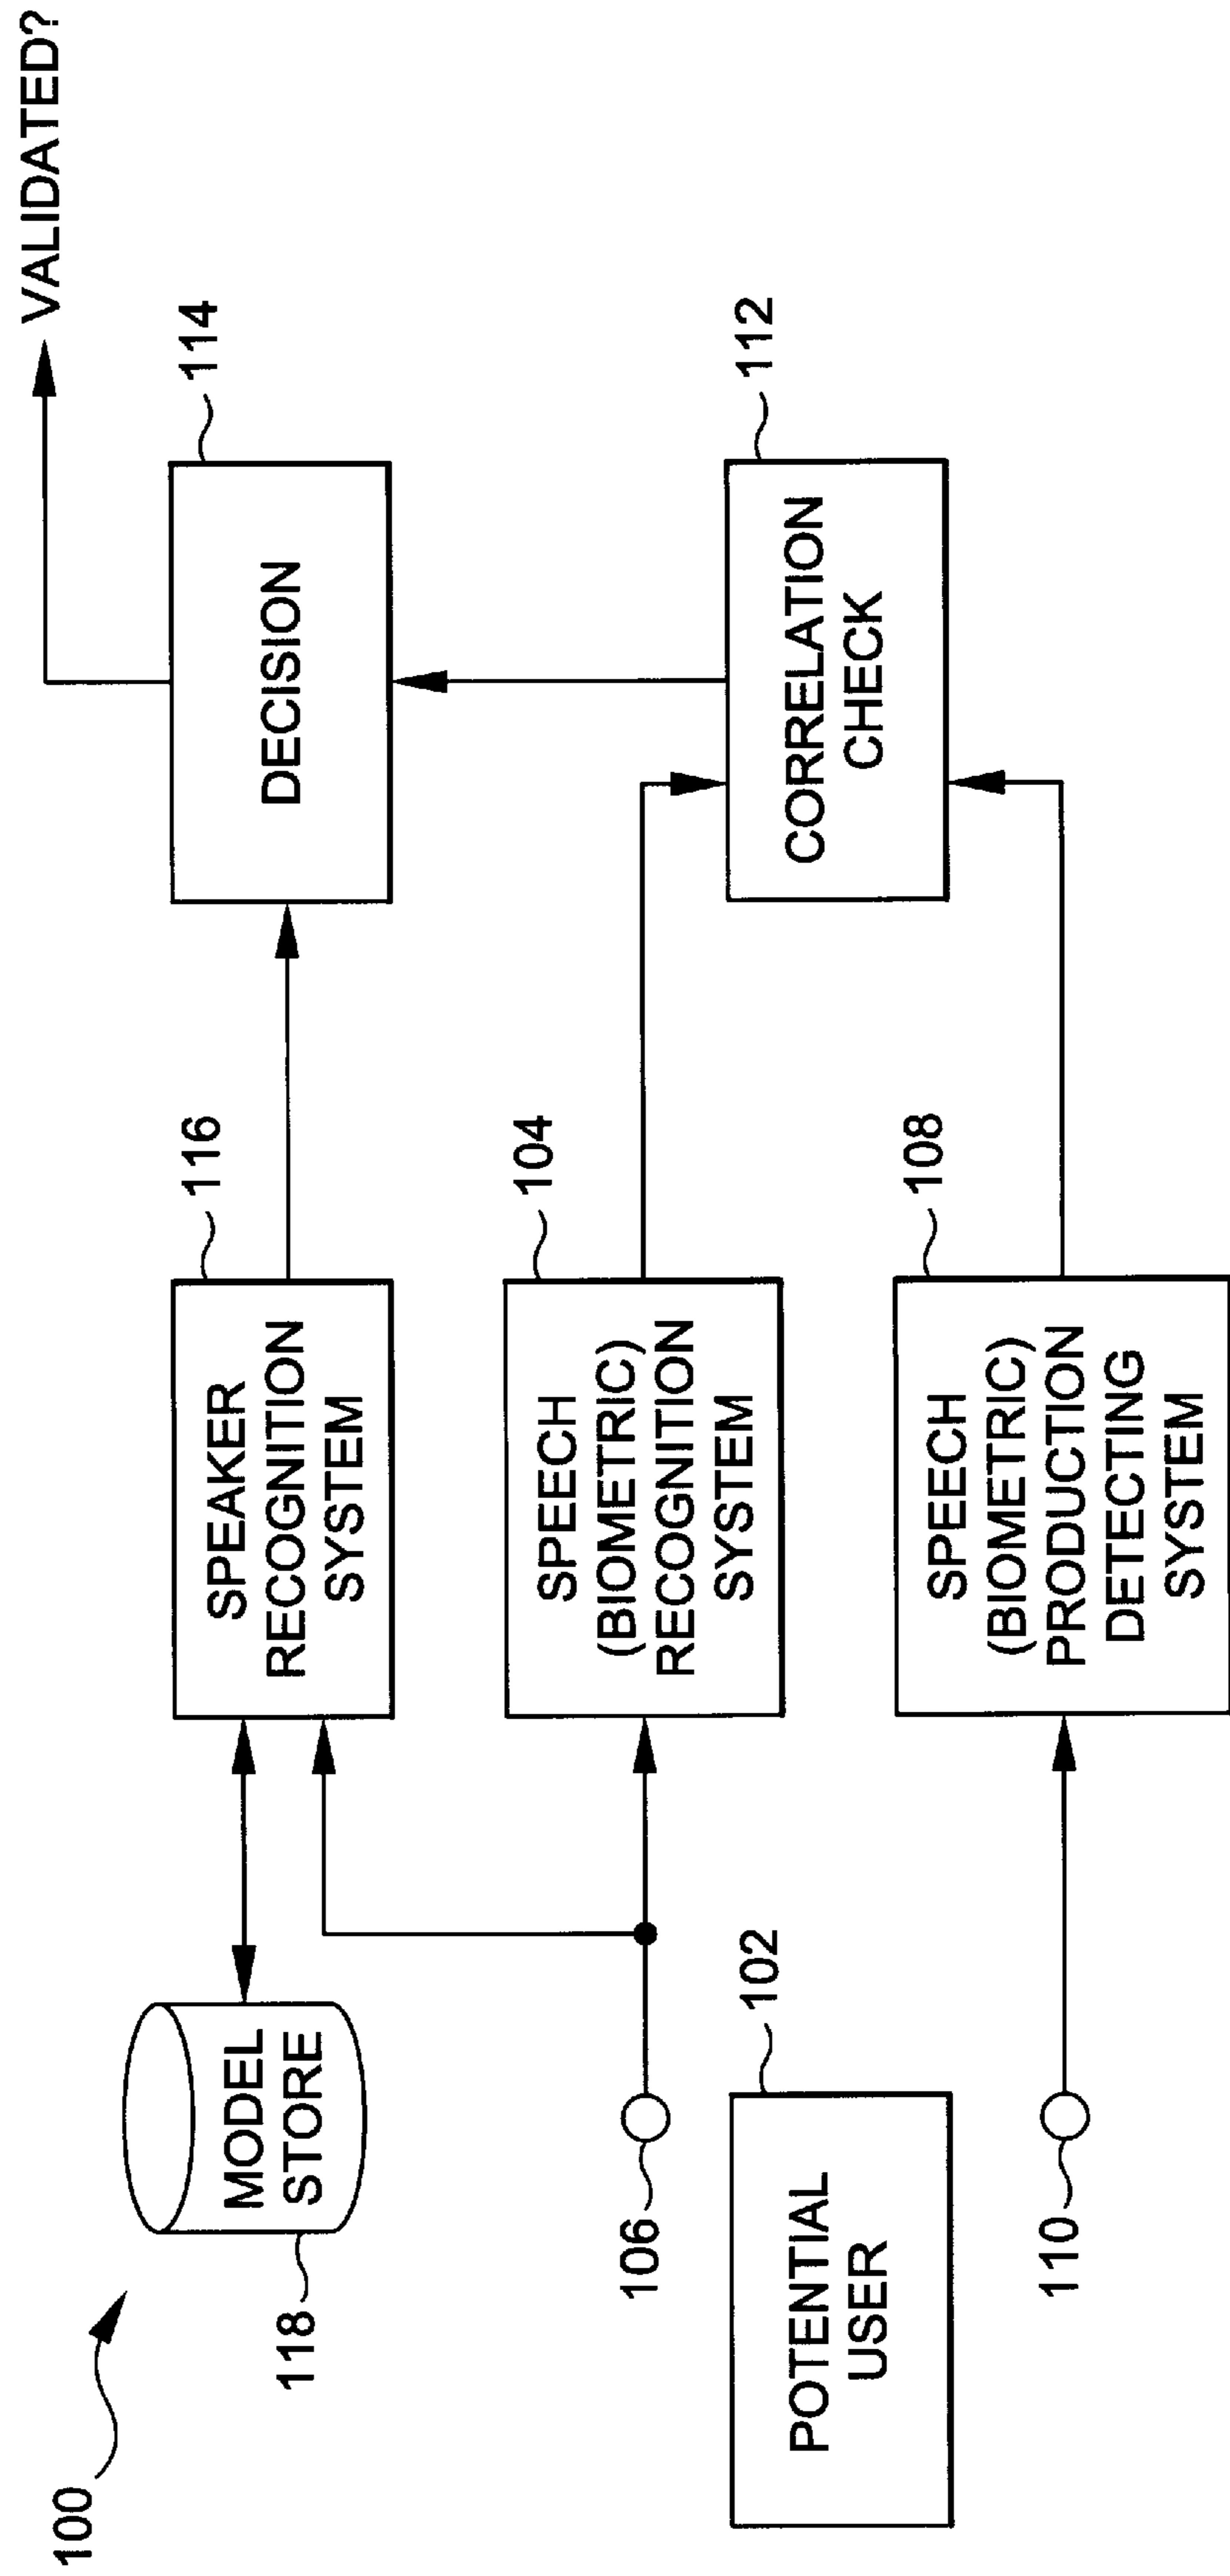 100
MODEL
STORE
118
SPEAKER
RECOGNITION
SYSTEM
116
DECISION
114
VALIDATED?
106
SPEECH
(BIOMETRIC)
RECOGNITION
SYSTEM
104
POTENTIAL
USER
102
CORRELATION
CHECK
112
110
SPEECH
(BIOMETRIC)
PRODUCTION
DETECTING
SYSTEM
108